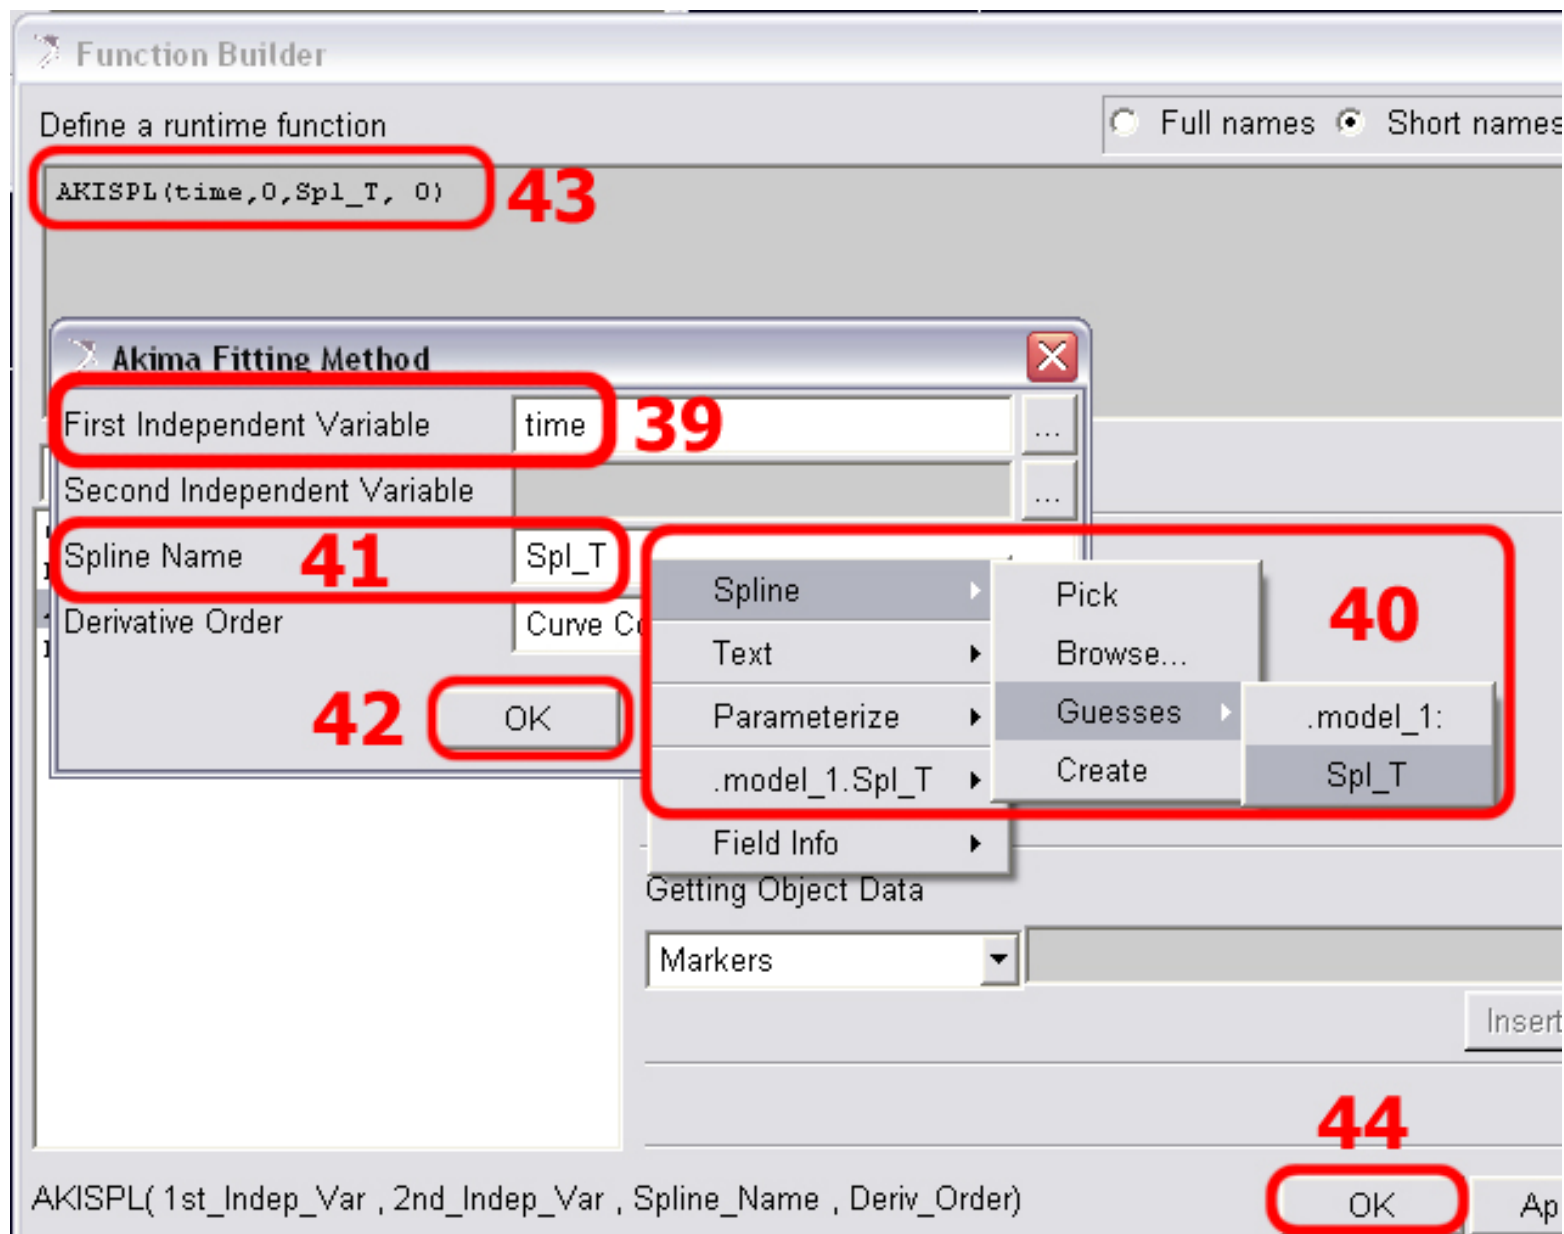 Function Builder
Define a runtime function
Full names
Short names
AKISPL(time,0,Spl_T, 0)
43
Akima Fitting Method
First Independent Variable
time
39
...
Second Independent Variable
...
Spline Name
41
Spl_T
Derivative Order
42
OK
Spline
Text
Parameterize
.model_1.Spl_T
Field Info
Pick
Browse...
Guesses
Create
40
.model_1:
Spl_T
Getting Object Data
Markers
Insert
44
AKISPL( 1st_Indep_Var , 2nd_Indep_Var , Spline_Name , Deriv_Order)
OK